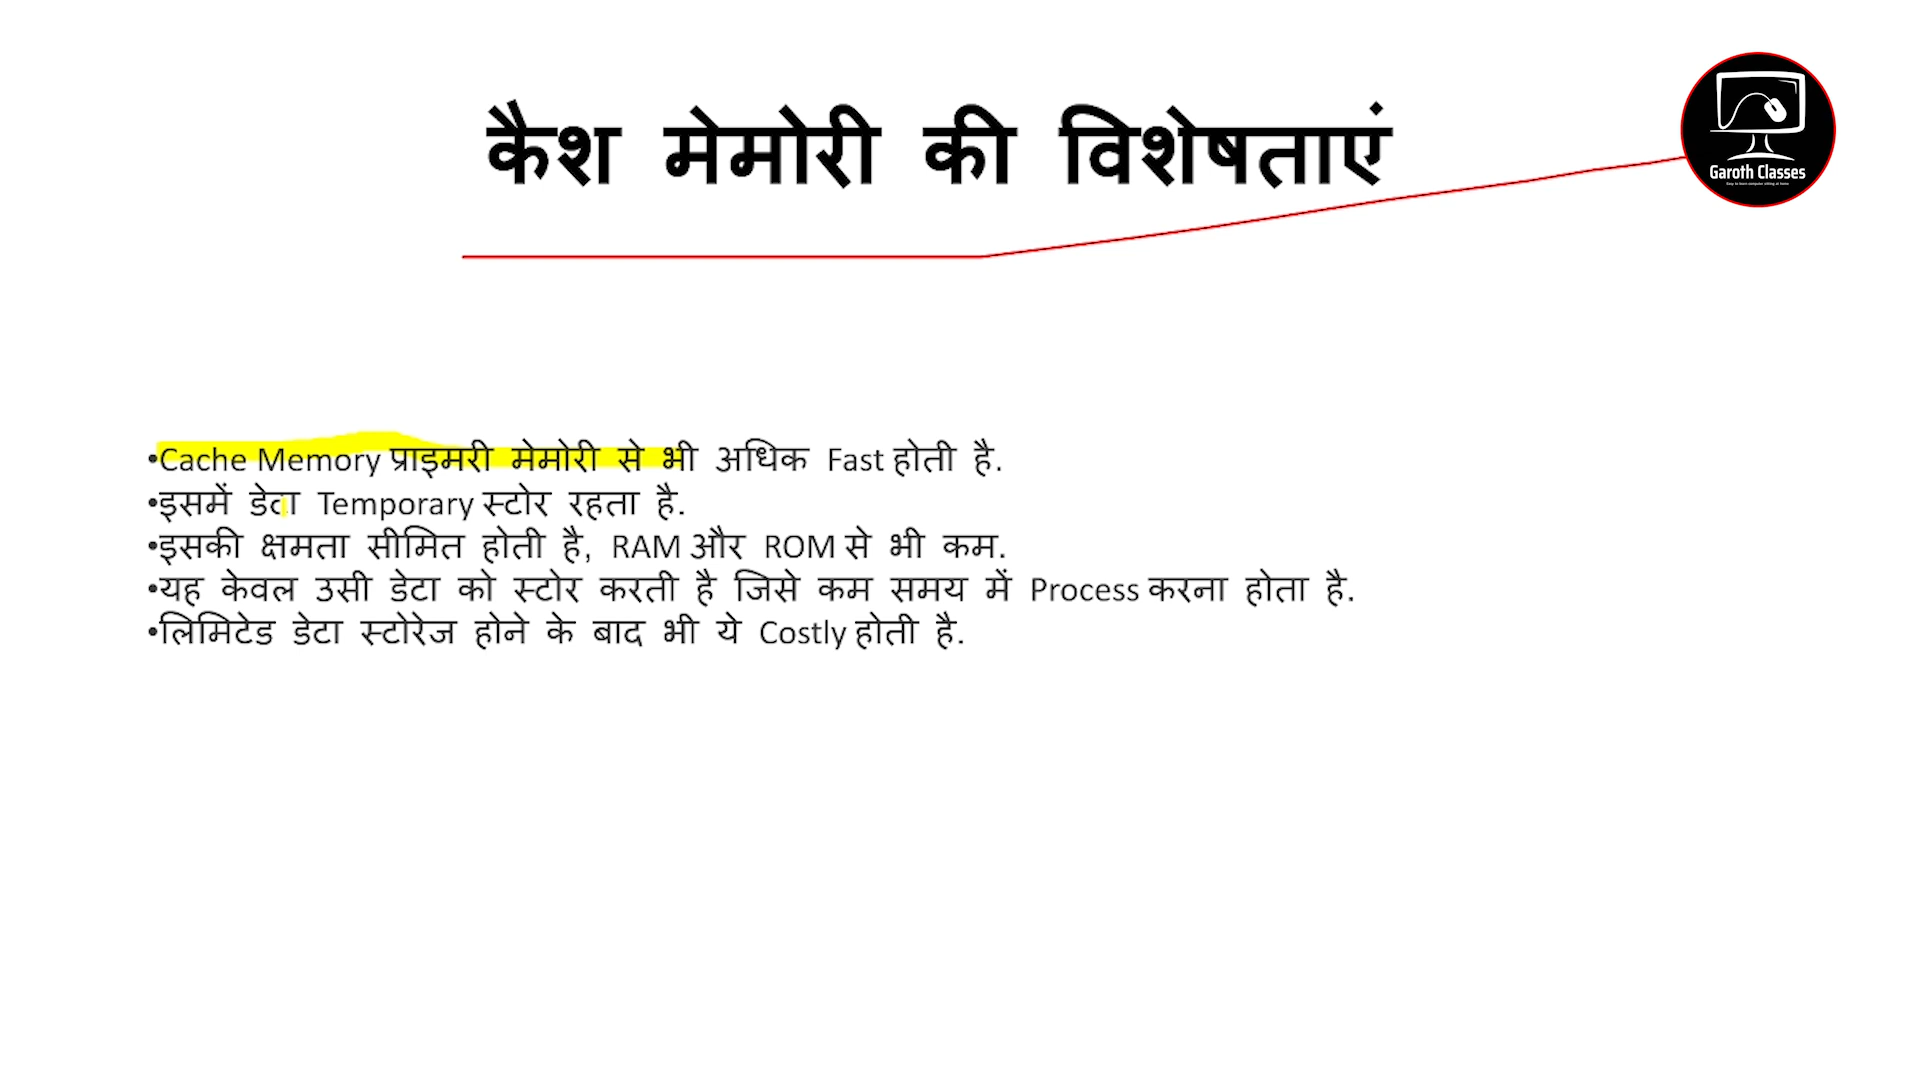 कैश मेमोरी की विशेषताएं
Garoth Classes
•Cache Memory प्राइमरी मेमोरी से भी अधिक Fast होती है.
•इसमें डेटा Temporary स्टोर रहता है.
•इसकी क्षमता सीमित होती है, RAM और ROM से भी कम.
•यह केवल उसी डेटा को स्टोर करती है जिसे कम समय में Process करना होता है.
•लिमिटेड डेटा स्टोरेज होने के बाद भी ये Costly होती है.